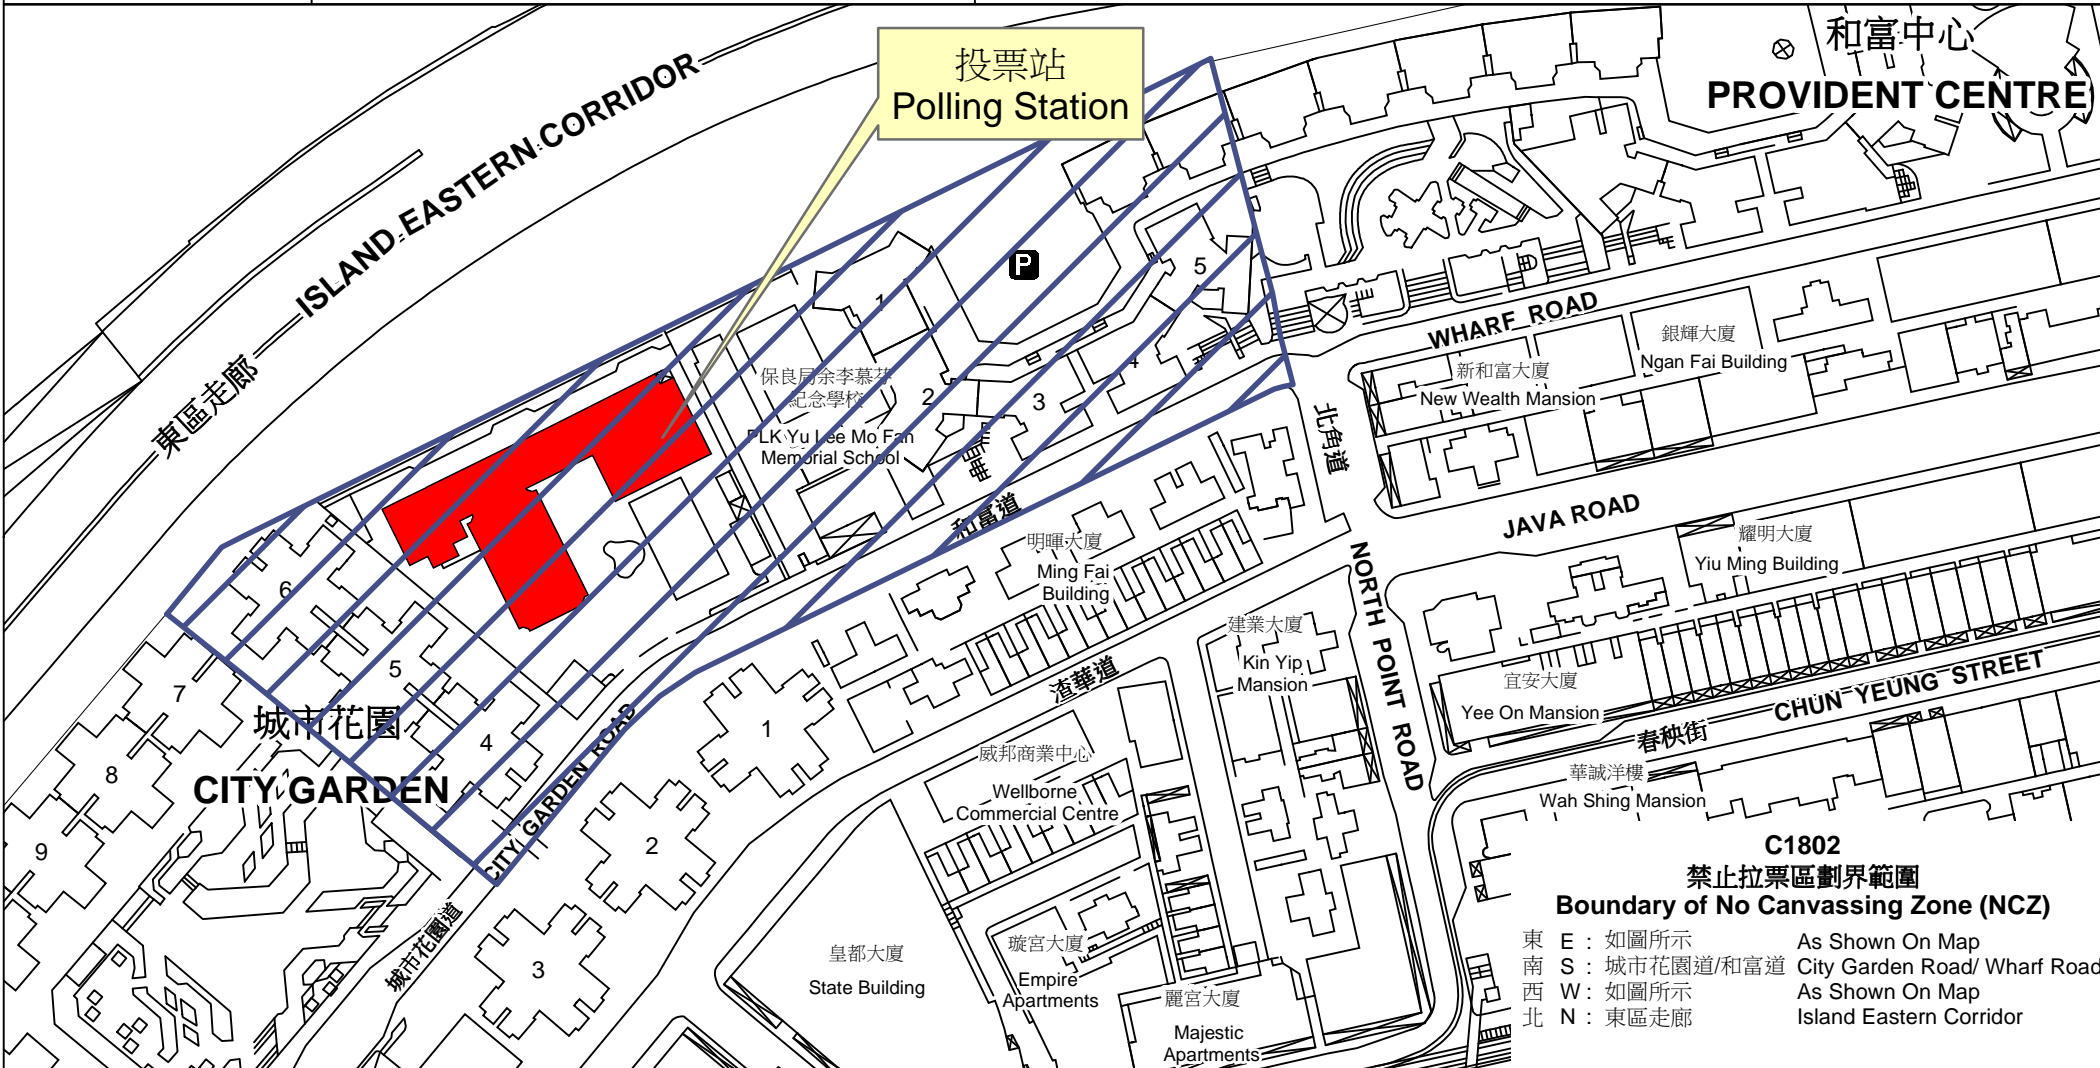 投票站
Polling Station
和富中心
PROVIDENT CENTRE
ISLAND EASTERN CORRIDOR
東區走廊
P
1
2
3
4
5
保良局余李慕芬
紀念學校
PLK Yu Lee Mo Fan
Memorial School
WHARF ROAD
和富道
銀輝大廈
Ngan Fai Building
新和富大廈
New Wealth Mansion
北角道
NORTH POINT ROAD
JAVA ROAD
渣華道
耀明大廈
Yiu Ming Building
明暉大廈
Ming Fai
Building
建業大廈
Kin Yip
Mansion
宜安大廈
Yee On Mansion
CHUN YEUNG STREET
春秧街
華誠洋樓
Wah Shing Mansion
威邦商業中心
Wellborne
Commercial Centre
6
5
4
7
8
9
城市花園
CITY GARDEN
CITY GARDEN ROAD
城市花園道
1
2
3
皇都大廈
State Building
璇宮大廈
Empire
Apartments
麗宮大廈
Majestic
Apartments
C1802
禁止拉票區劃界範圍
Boundary of No Canvassing Zone (NCZ)
東 E : 如圖所示 As Shown On Map
南 S : 城市花園道/和富道 City Garden Road/ Wharf Road
西 W : 如圖所示 As Shown On Map
北 N : 東區走廊 Island Eastern Corridor